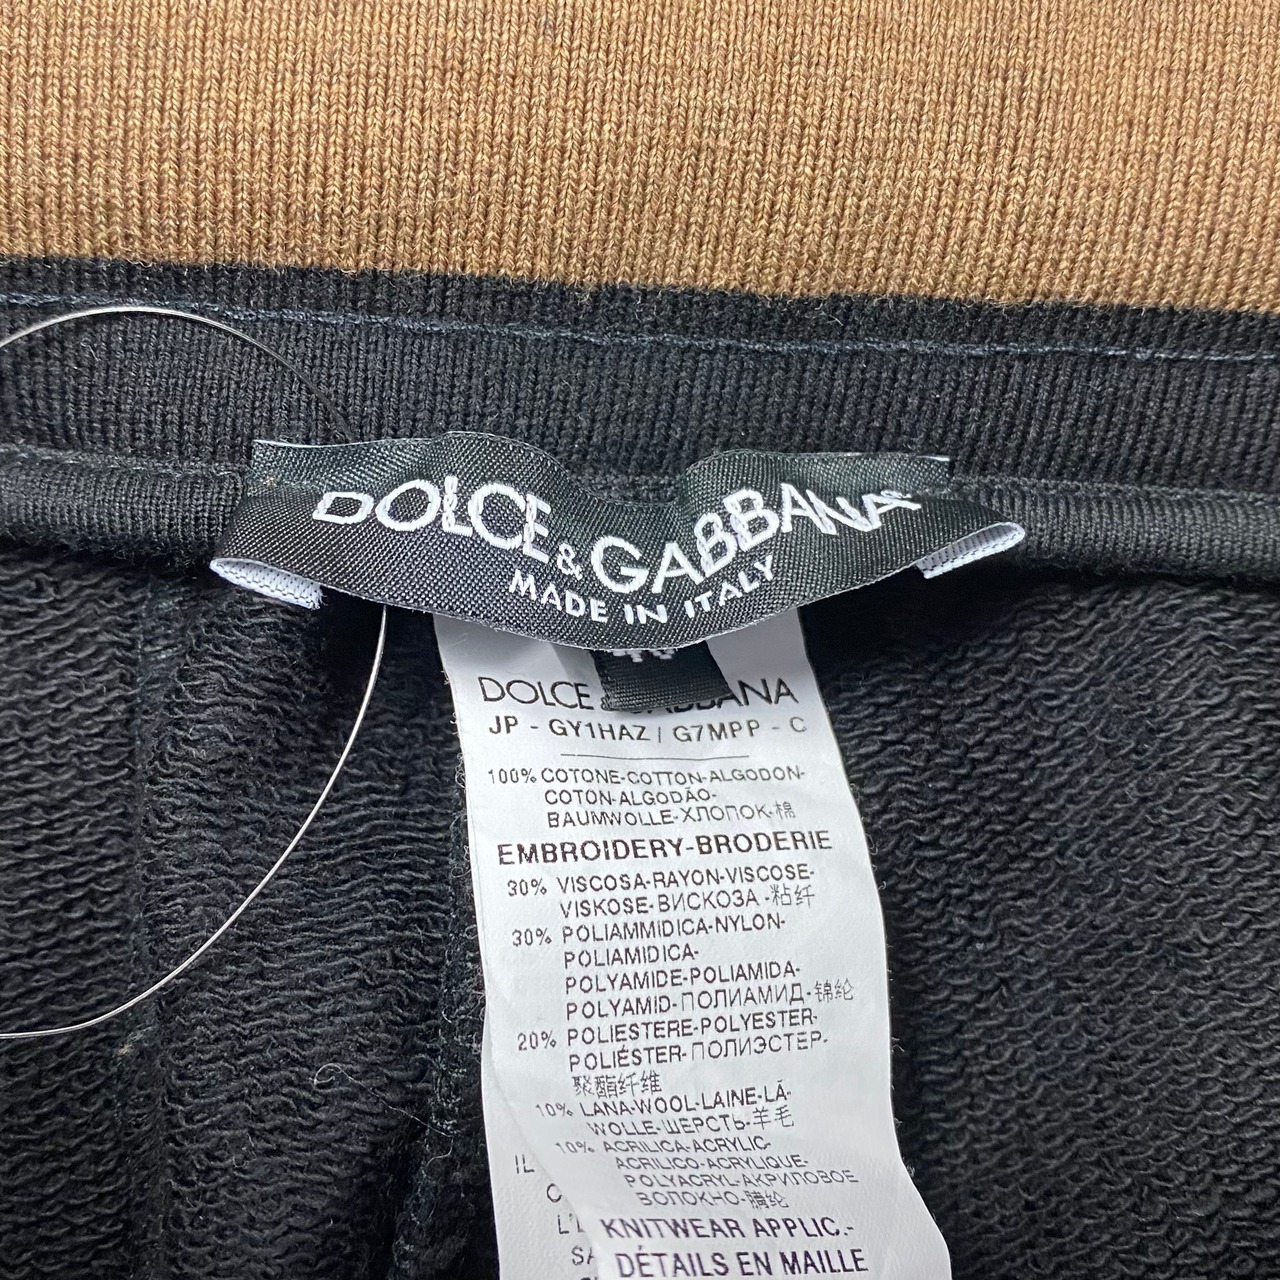 DOLCE&GABBANA
MADE IN ITALY
DOLCE & GABBANA
JP - GY1HAZ / G7MPP - C
100% COTONE-COTTON-ALGODON-
COTON-ALGODÃO-
BAUMWOLLE-ХЛОПОК-棉
EMBROIDERY-BRODERIE
30% VISCOSA-RAYON-VISCOSE-
VISKOSE-ВИСКОЗА-粘纤
30% POLIAMMIDICA-NYLON-
POLIAMIDICA-
POLYAMIDE-POLIAMIDA-
POLYAMID-ПОЛИАМИД-锦纶
20% POLIESTERE-POLYESTER-
POLIÉSTER-ПОЛИЭСТЕР-
聚酯纤维
10% LANA-WOOL-LAINE-LÃ-
WOLLE-ШЕРСТЬ-羊毛
10% ACRILICA-ACRYLIC-
ACRILICO-ACRYLIQUE-
POLYACRYL-АКРИЛОВОЕ
ВОЛОКНО-腈纶
KNITWEAR APPLIC.-
DÉTAILS EN MAILLE